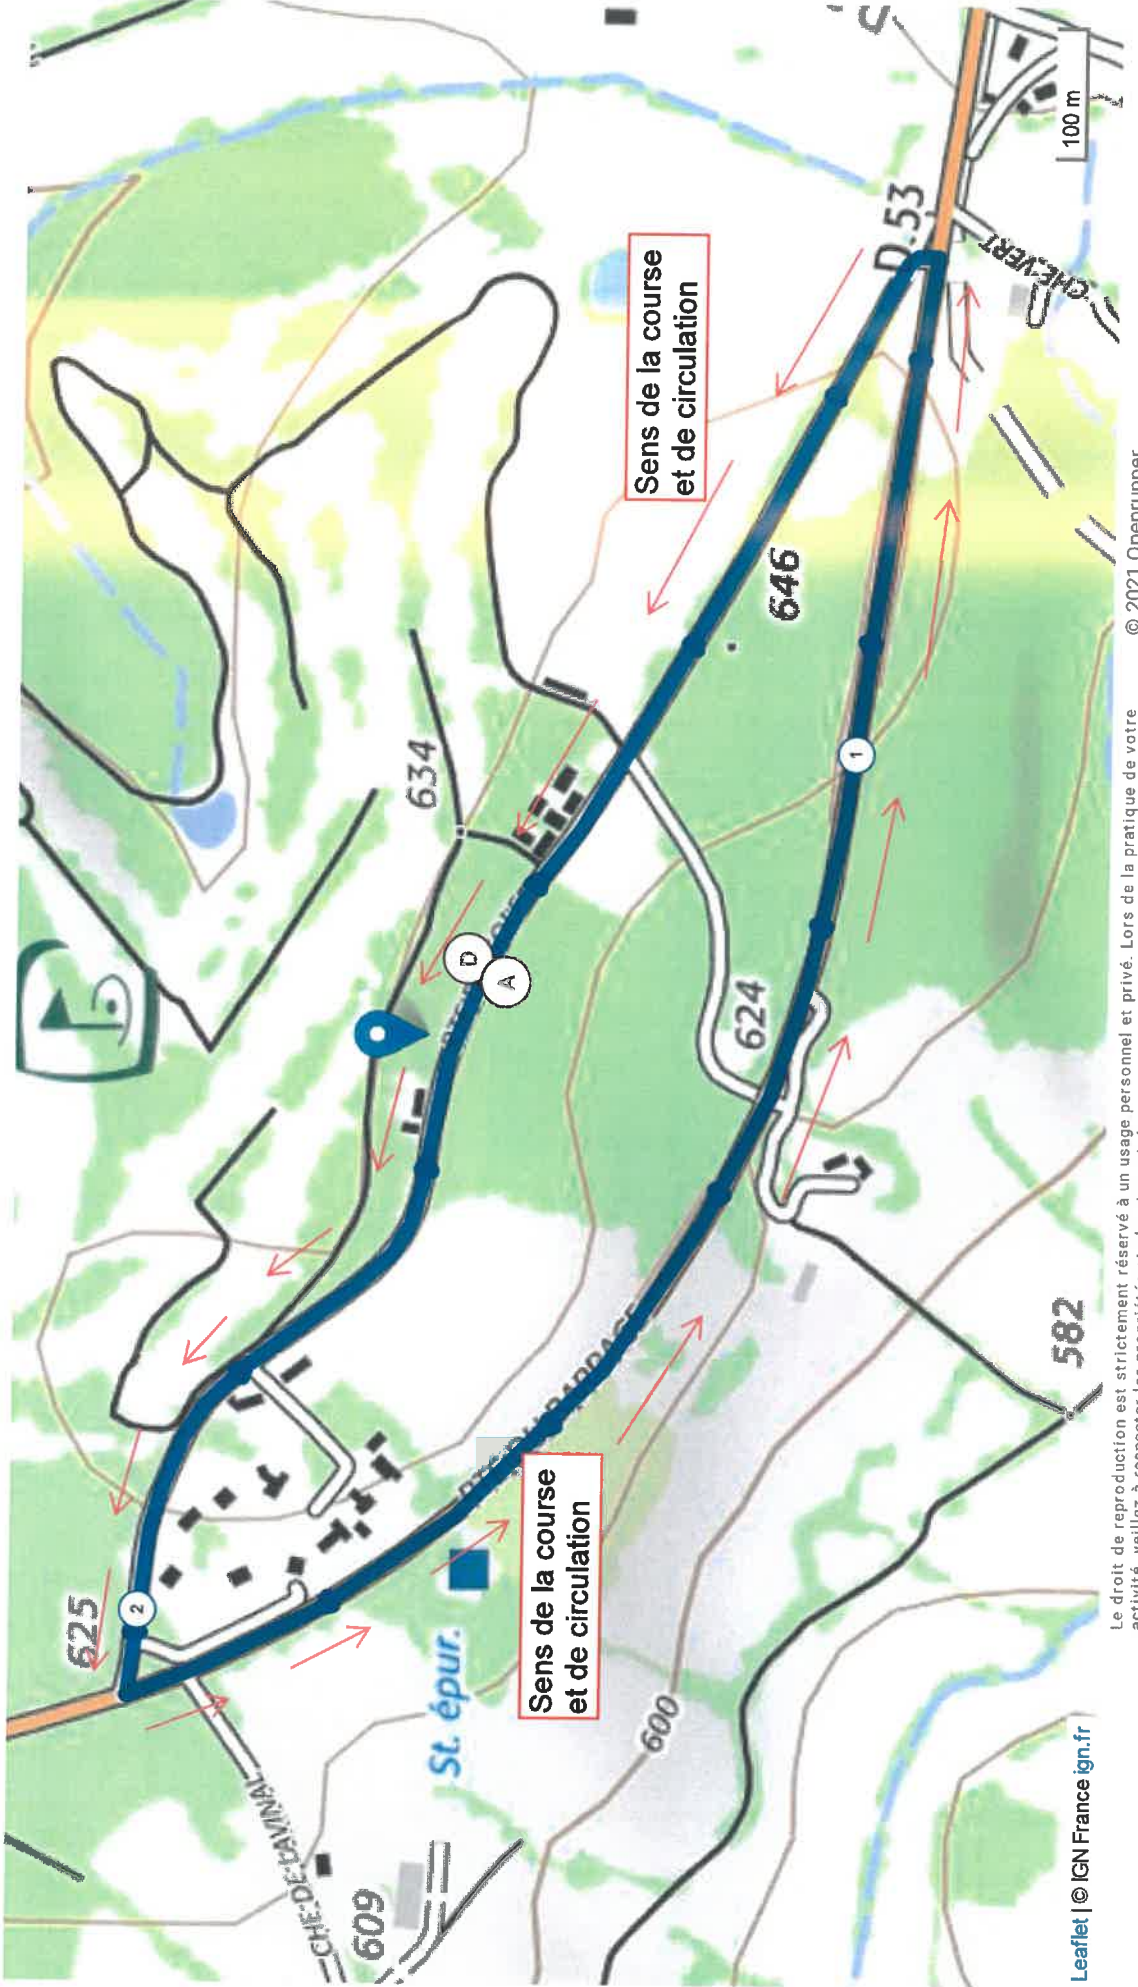 Sens de la course
et de circulation
D.53
CHE VERT
100 m
646
634
D
A
1
624
582
2
625
Sens de la course
et de circulation
St. épur.
600
CHE-DE-LAVINAL
609
Leaflet | © IGN France ign.fr
Le droit de reproduction est strictement réservé à un usage personnel et privé. Lors de la pratique de votre
© 2021 Openrunner